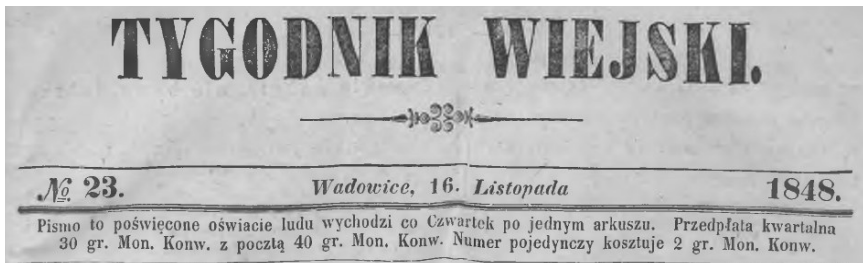 TYGODNIK WIEJSKI.
№ 23. Wadowice, 16. Listopada 1848.
Pismo to poświęcone oświacie ludu wychodzi co Czwartek po jednym arkuszu. Przedpłata kwartalna
30 gr. Mon. Konw. z pocztą 40 gr. Mon. Konw. Numer pojedynczy kosztuje 2 gr. Mon. Konw.